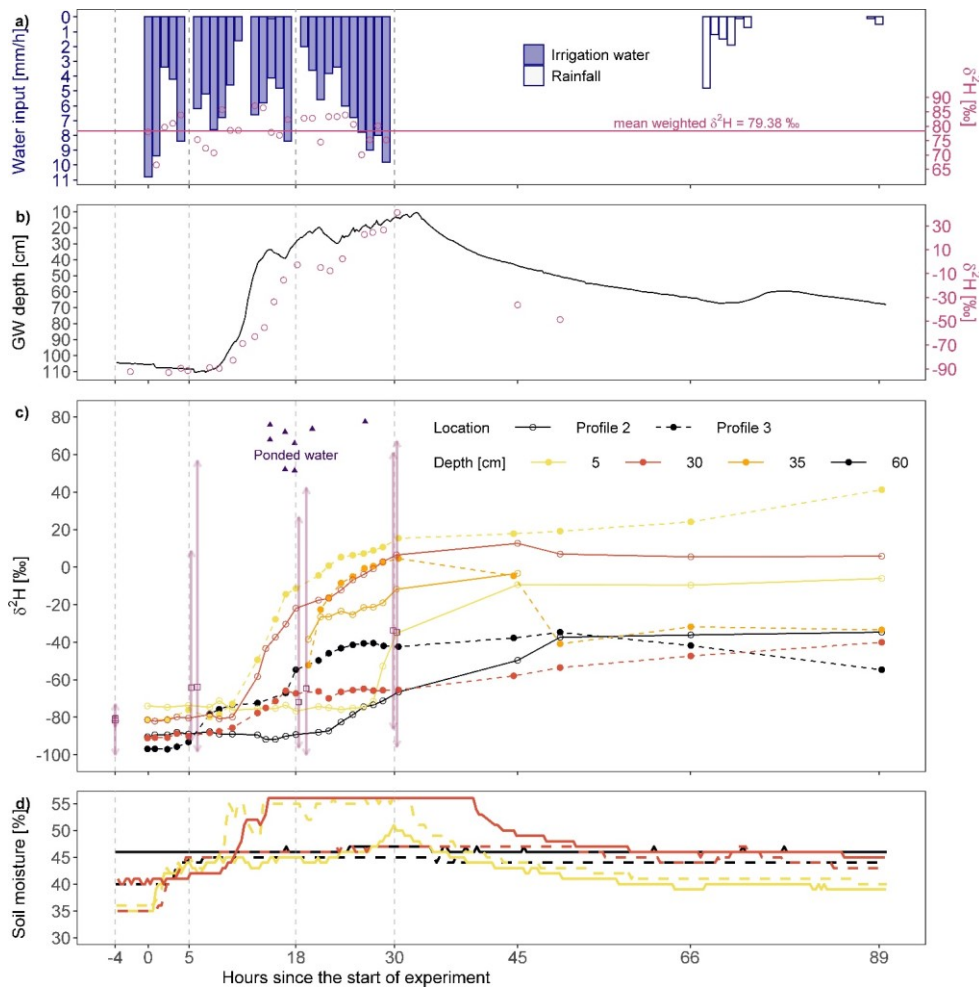 a)
Water input [mm/h]
0
1
2
3
4
5
6
7
8
9
10
11
Irrigation water
Rainfall
mean weighted δ²H = 79.38 ‰
90
85
80
75
70
65
δ²H [‰]
b)
GW depth [cm]
10
20
30
40
50
60
70
80
90
100
110
30
10
-10
-30
-50
-70
-90
δ²H [‰]
c)
δ²H [‰]
80
60
40
20
0
-20
-40
-60
-80
-100
Ponded water
Location Profile 2 Profile 3
Depth [cm] 5 30 35 60
d)
Soil moisture [%]
55
50
45
40
35
30
-4 0 5 18 30 45 66 89
Hours since the start of experiment